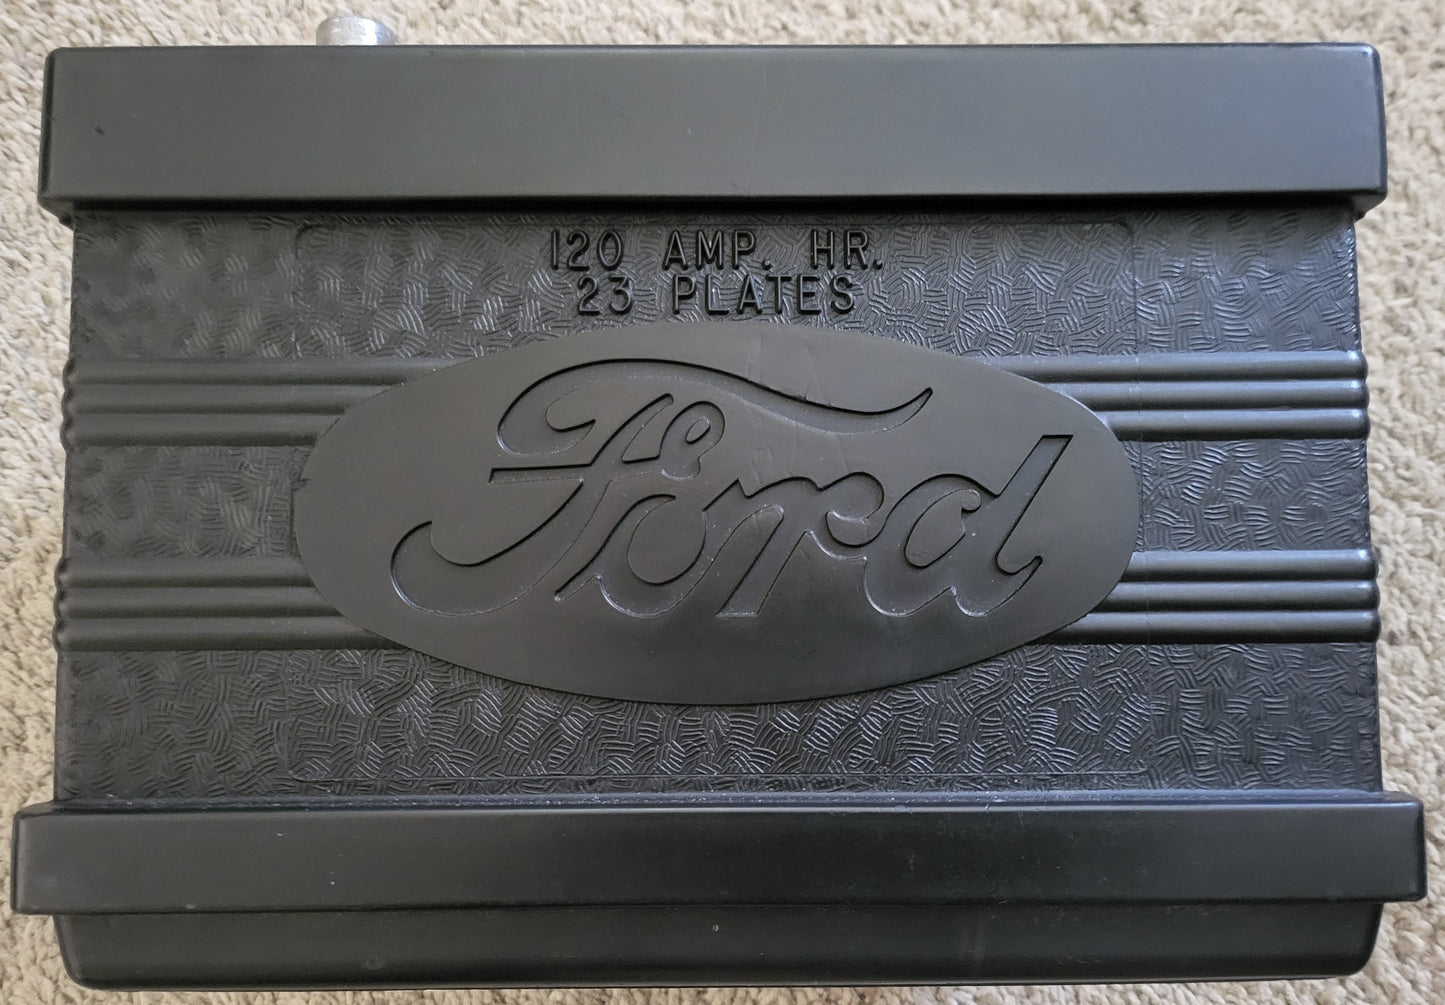 120 AMP. HR.
23 PLATES
Ford